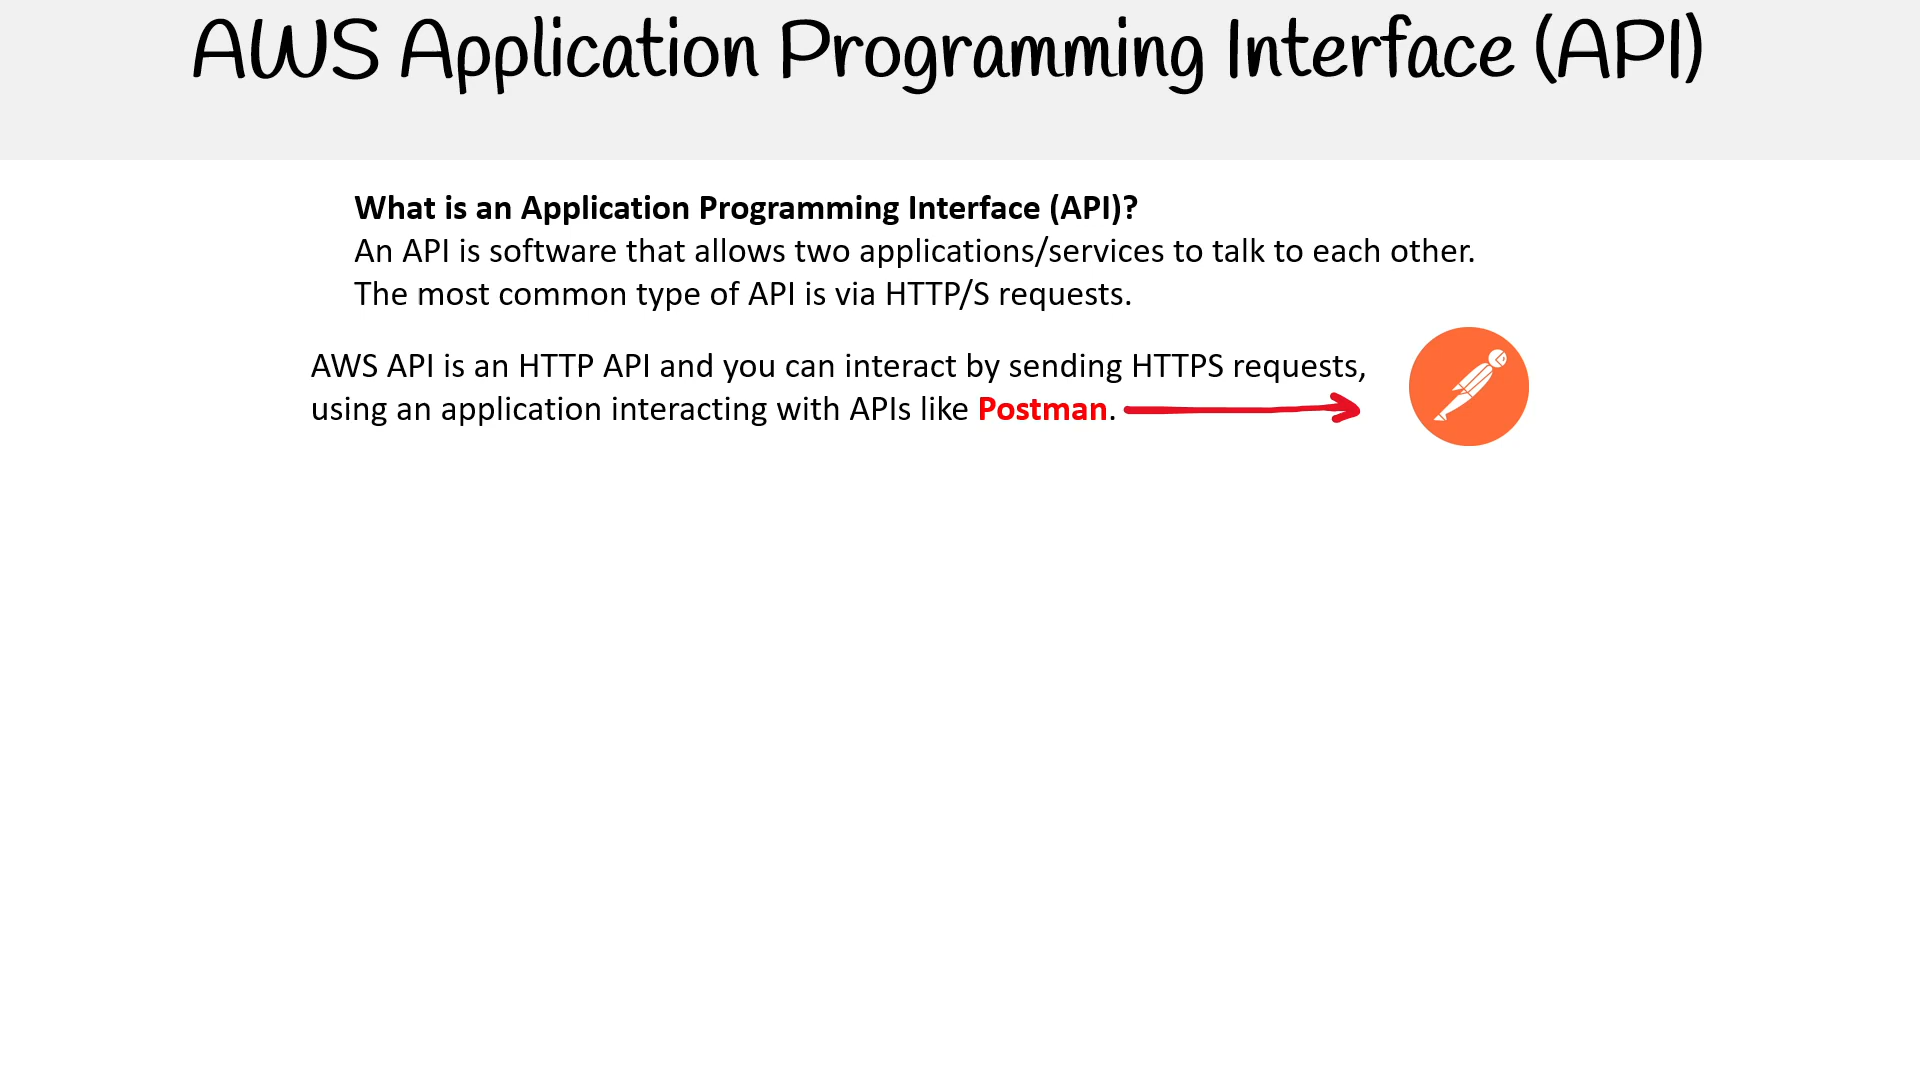 AWS Application Programming Interface (API)
What is an Application Programming Interface (API)?
An API is software that allows two applications/services to talk to each other.
The most common type of API is via HTTP/S requests.
AWS API is an HTTP API and you can interact by sending HTTPS requests,
using an application interacting with APIs like Postman.